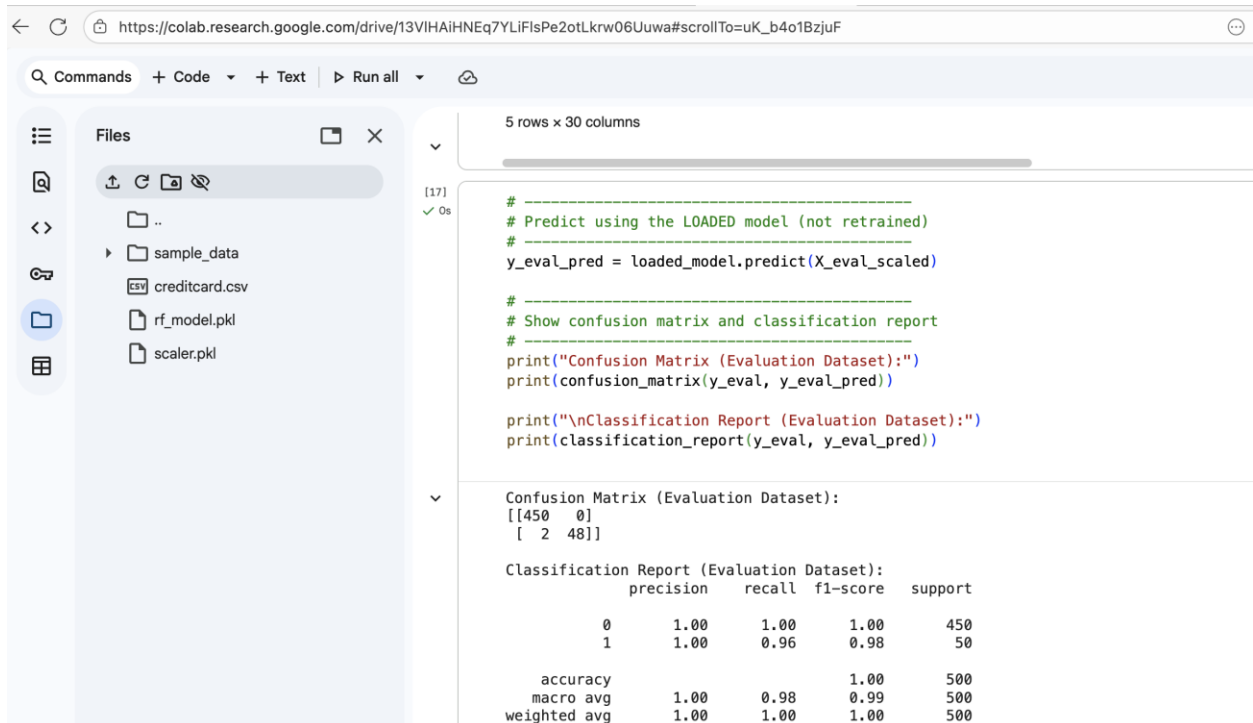 https://colab.research.google.com/drive/13VlHAiHNEq7YLiFlsPe2otLkrw06Uuwa#scrollTo=uK_b4o1BzjuF
Commands + Code + Text Run all
Files
..
sample_data
CSV creditcard.csv
rf_model.pkl
scaler.pkl
5 rows × 30 columns
[17]
0s
# -------------------------------------------
# Predict using the LOADED model (not retrained)
# -------------------------------------------
y_eval_pred = loaded_model.predict(X_eval_scaled)
# -------------------------------------------
# Show confusion matrix and classification report
# -------------------------------------------
print("Confusion Matrix (Evaluation Dataset):")
print(confusion_matrix(y_eval, y_eval_pred))
print("\nClassification Report (Evaluation Dataset):")
print(classification_report(y_eval, y_eval_pred))
Confusion Matrix (Evaluation Dataset):
[[450   0]
 [  2  48]]
Classification Report (Evaluation Dataset):
precision recall f1-score support
0 1.00 1.00 1.00 450
1 1.00 0.96 0.98 50
accuracy 1.00 500
macro avg 1.00 0.98 0.99 500
weighted avg 1.00 1.00 1.00 500